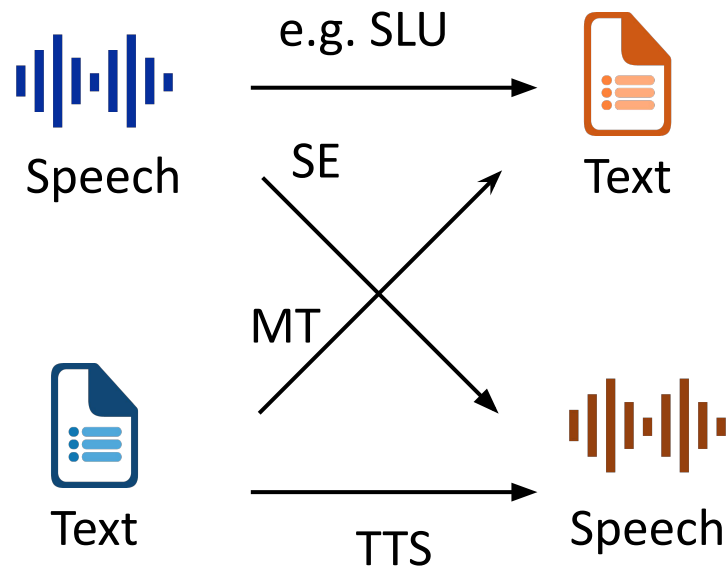 e.g. SLU
Speech
SE
Text
MT
Text
TTS
Speech